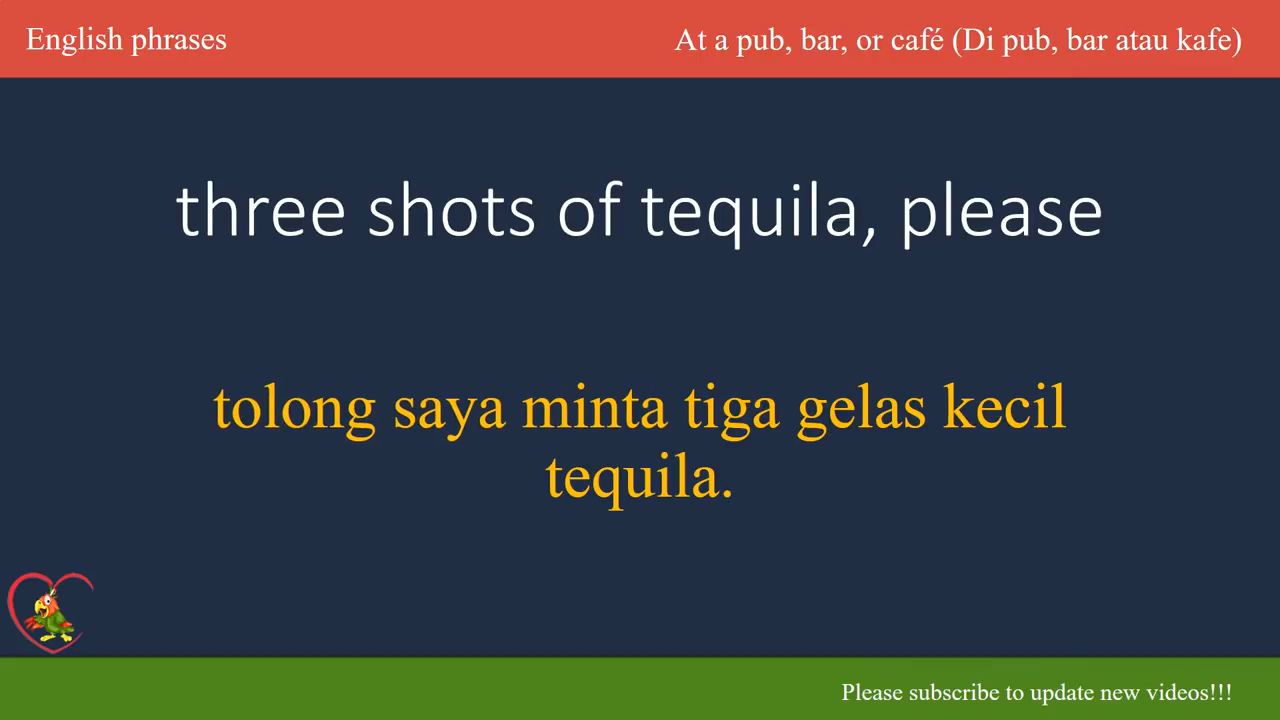 English phrases
At a pub, bar, or café (Di pub, bar atau kafe)
three shots of tequila, please
tolong saya minta tiga gelas kecil
tequila.
Please subscribe to update new videos!!!